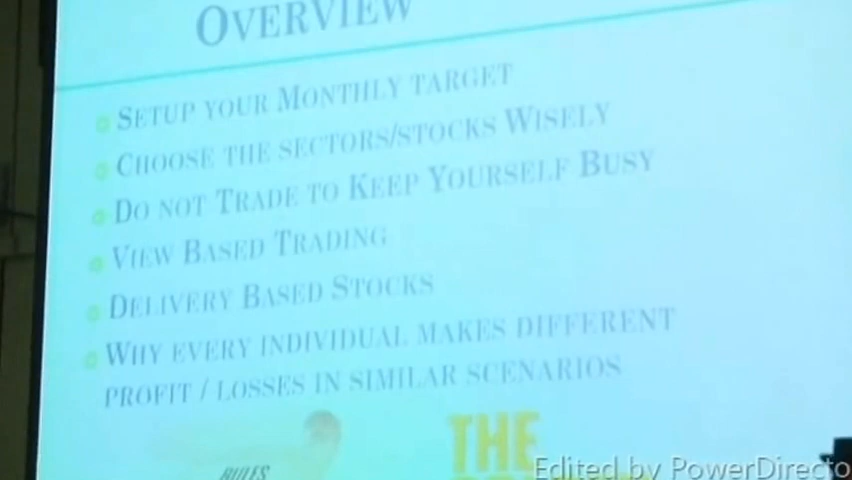 OVERVIEW
SETUP YOUR MONTHLY TARGET
CHOOSE THE SECTORS/STOCKS WISELY
DO NOT TRADE TO KEEP YOURSELF BUSY
VIEW BASED TRADING
DELIVERY BASED STOCKS
WHY EVERY INDIVIDUAL MAKES DIFFERENT
PROFIT / LOSSES IN SIMILAR SCENARIOS
RULES
THE
Edited by PowerDirecto